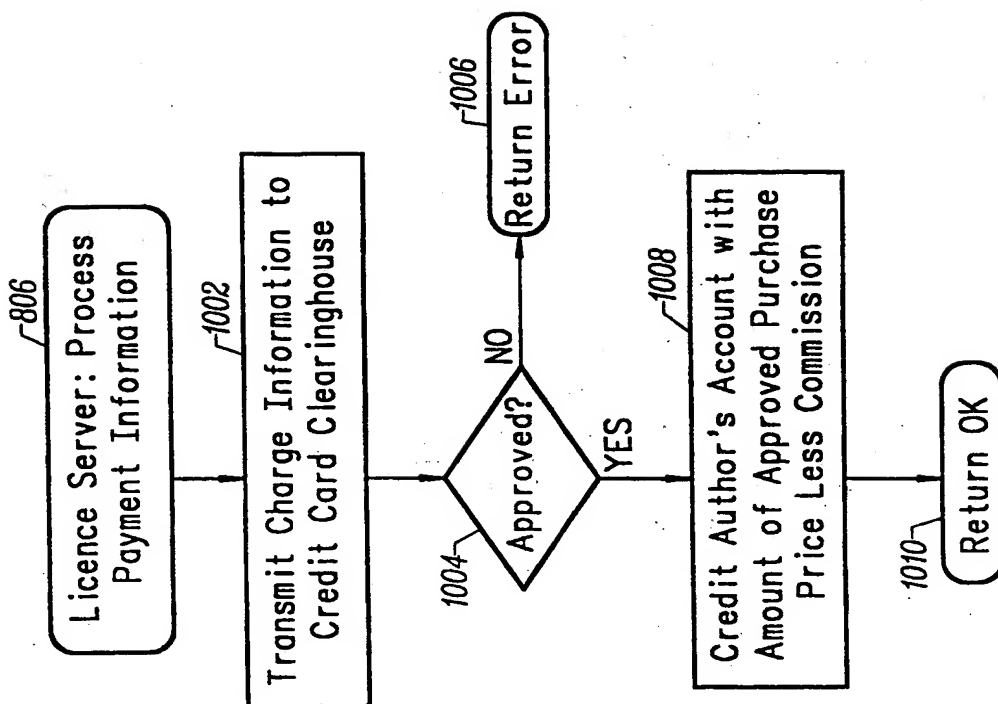 806
Licence Server: Process
Payment Information
1002
Transmit Charge Information to
Credit Card Clearinghouse
1004
Approved?
NO
1006
Return Error
YES
1008
Credit Author's Account with
Amount of Approved Purchase
Price Less Commission
1010
Return OK